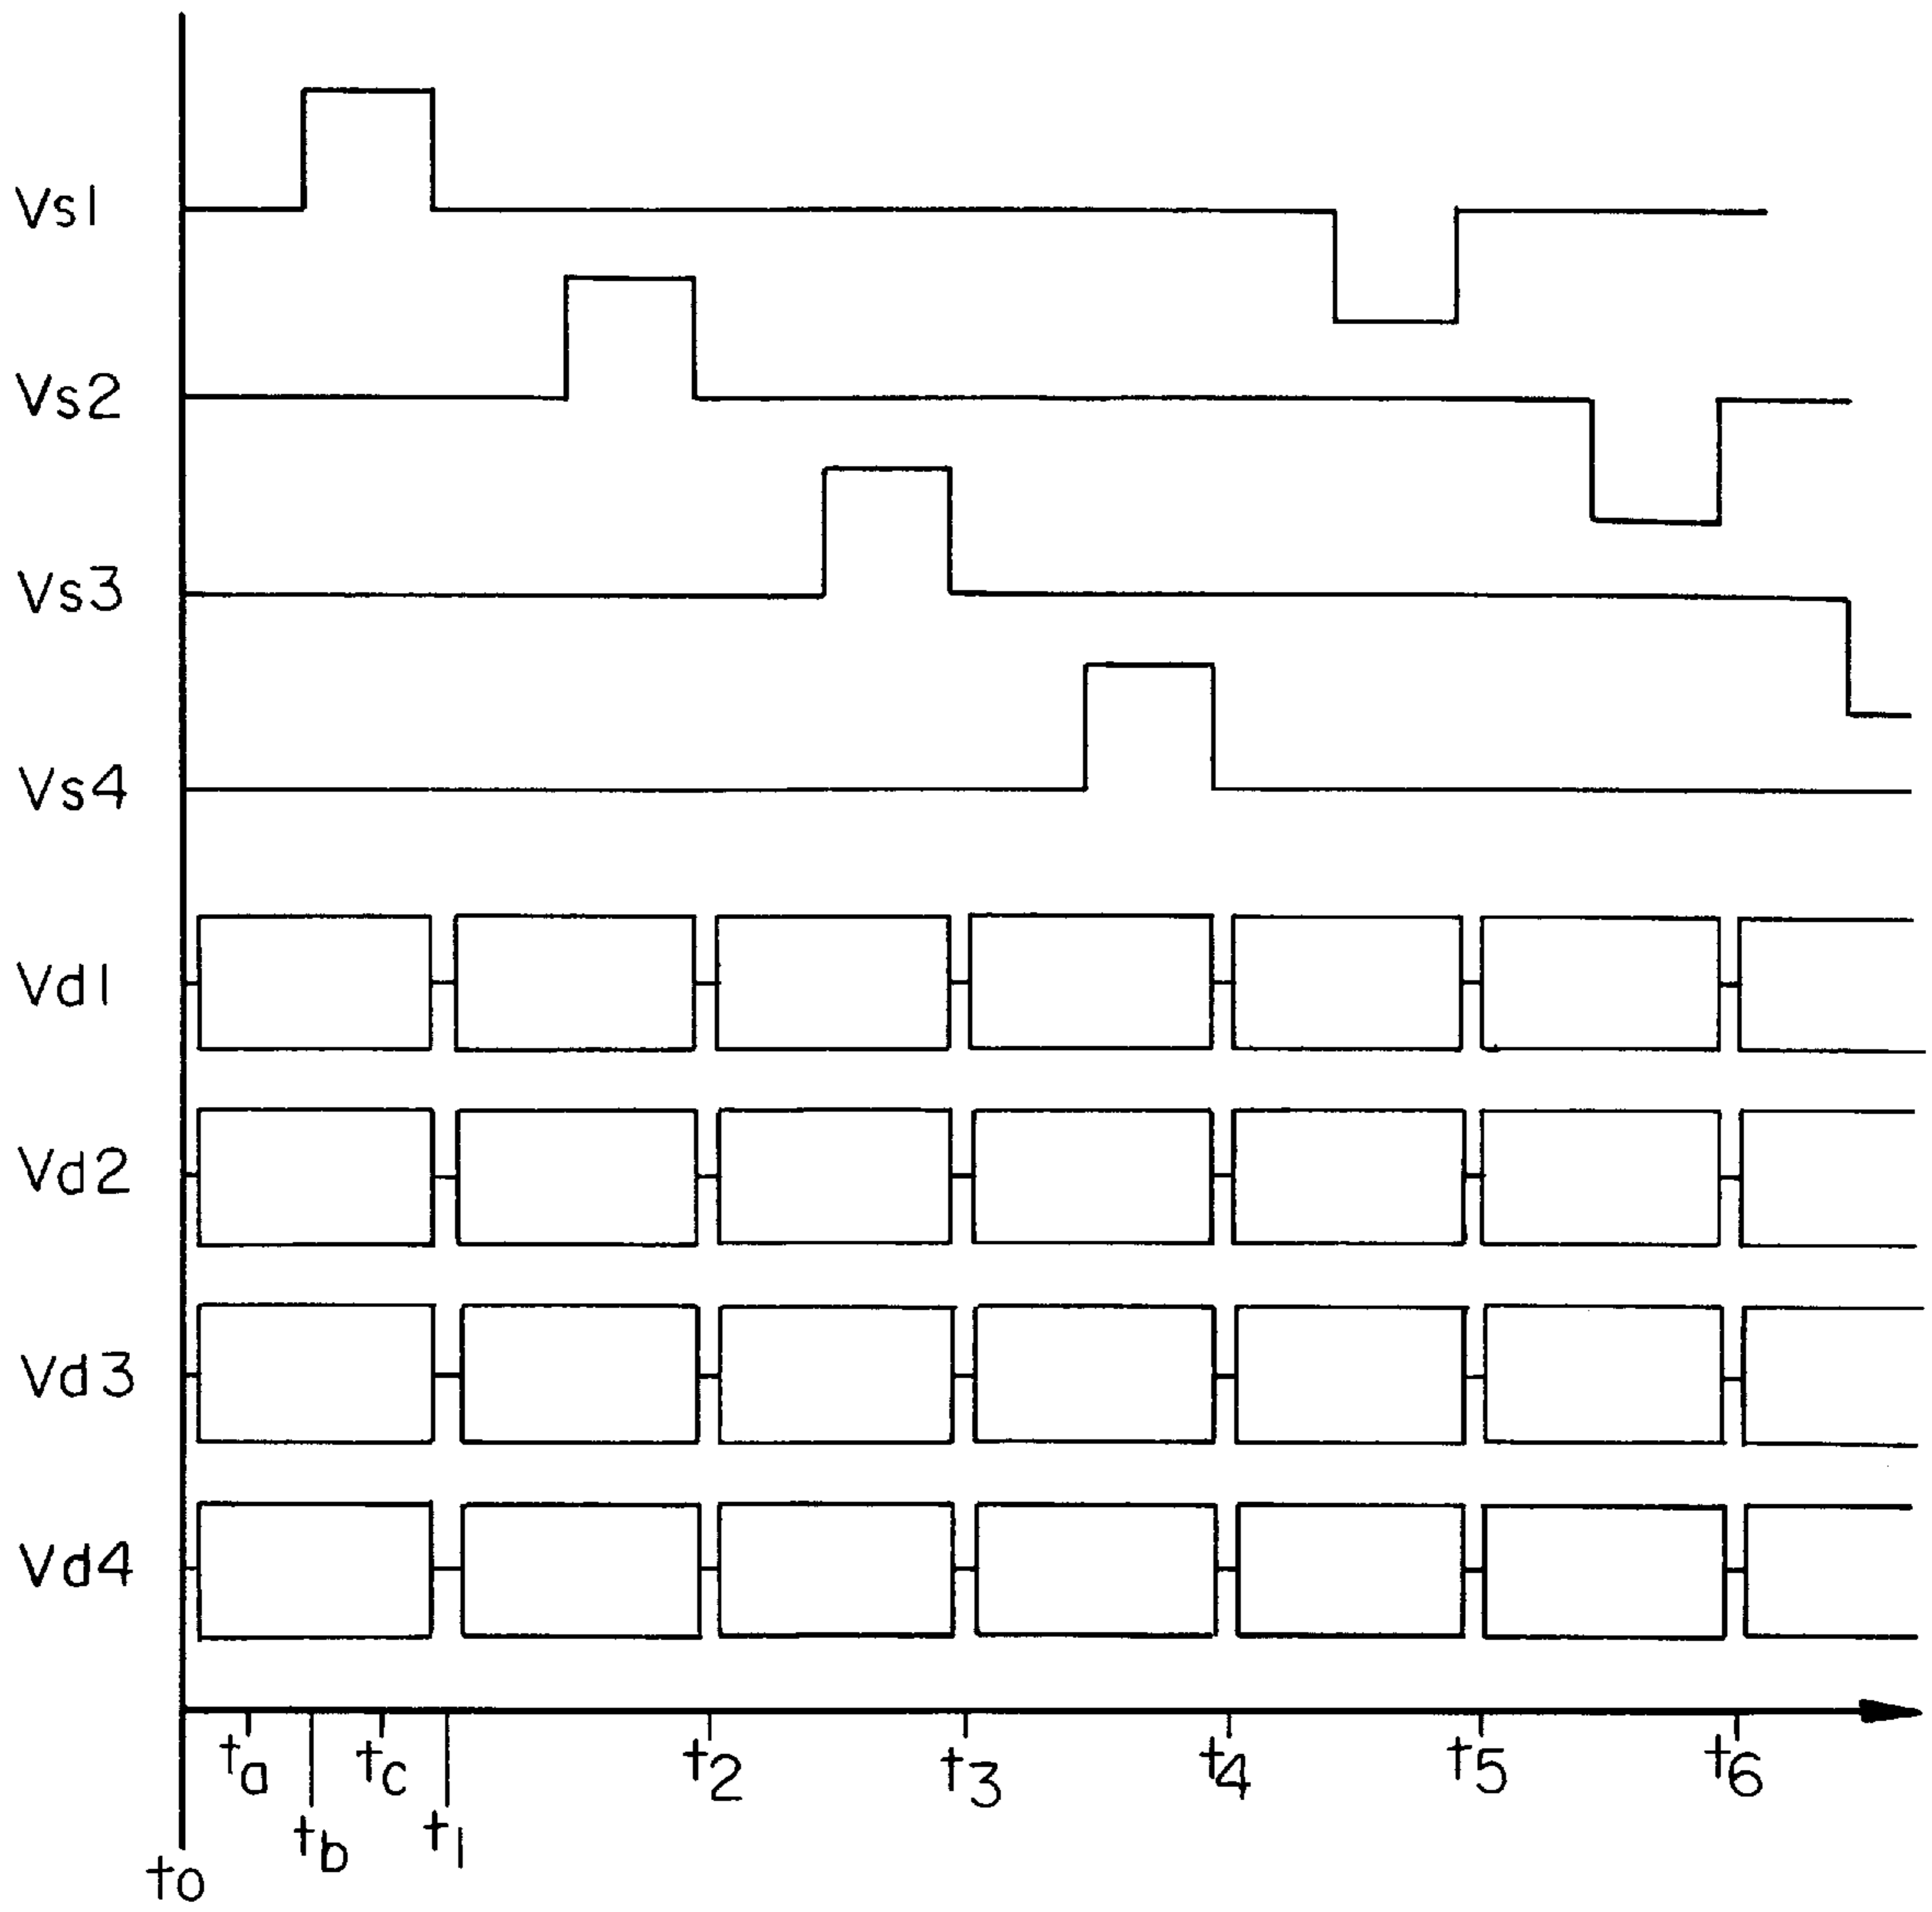 Vs1
Vs2
Vs3
Vs4
Vd1
Vd2
Vd3
Vd4
ta tc t2 t3 t4 t5 t6
tb t1
to